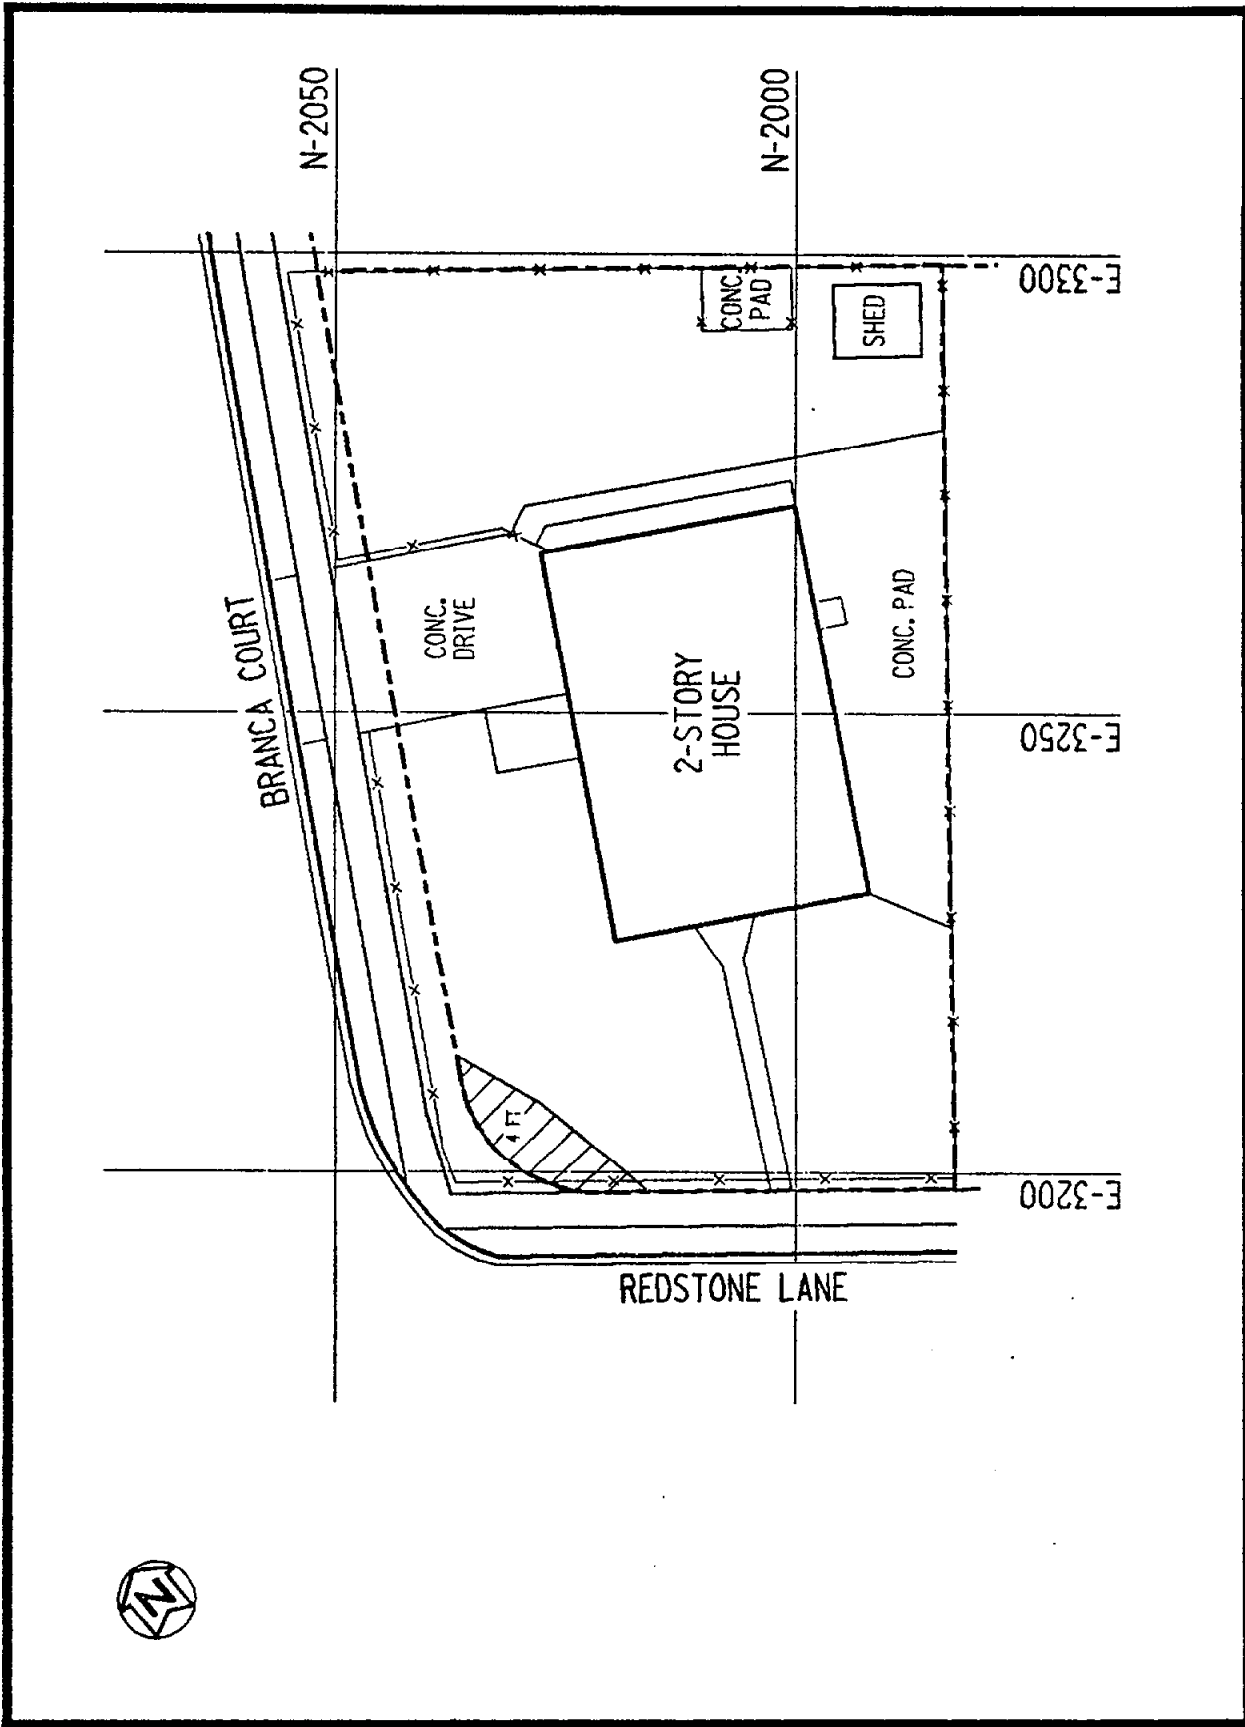 N-2050
N-2000
E-3300
CONC.
PAD
SHED
BRANCA COURT
CONC.
DRIVE
2-STORY
HOUSE
CONC. PAD
E-3250
4 FT
E-3200
REDSTONE LANE
N